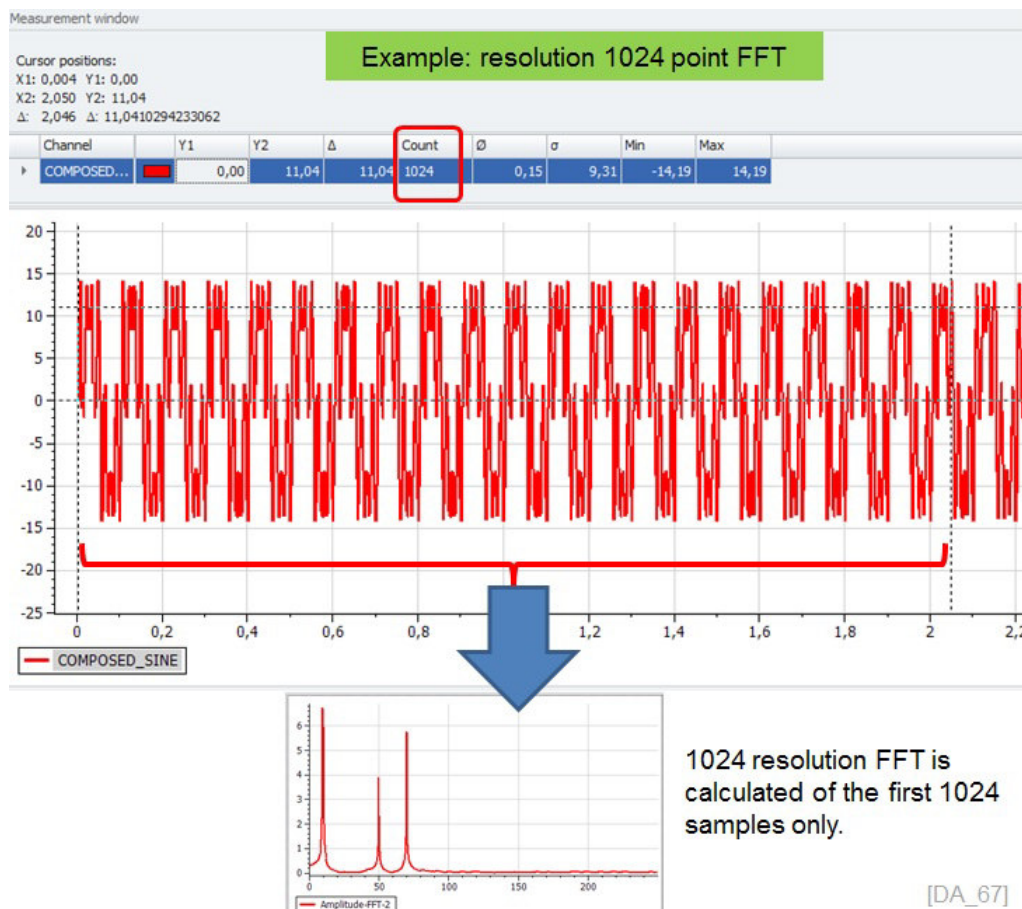 Measurement window
Example: resolution 1024 point FFT
Cursor positions:
X1: 0,004 Y1: 0,00
X2: 2,050 Y2: 11,04
Δ: 2,046 Δ: 11,0410294233062
Channel Y1 Y2 Δ Count Ø σ Min Max
COMPOSED... 0,00 11,04 11,04 1024 0,15 9,31 -14,19 14,19
20
15
10
5
0
-5
-10
-15
-20
-25
0 0,2 0,4 0,6 0,8 1,2 1,4 1,6 1,8 2 2,2
COMPOSED_SINE
6
5
4
3
2
1
0
0 50 100 150 200
Amplitude-FFT-2
1024 resolution FFT is
calculated of the first 1024
samples only.
[DA_67]